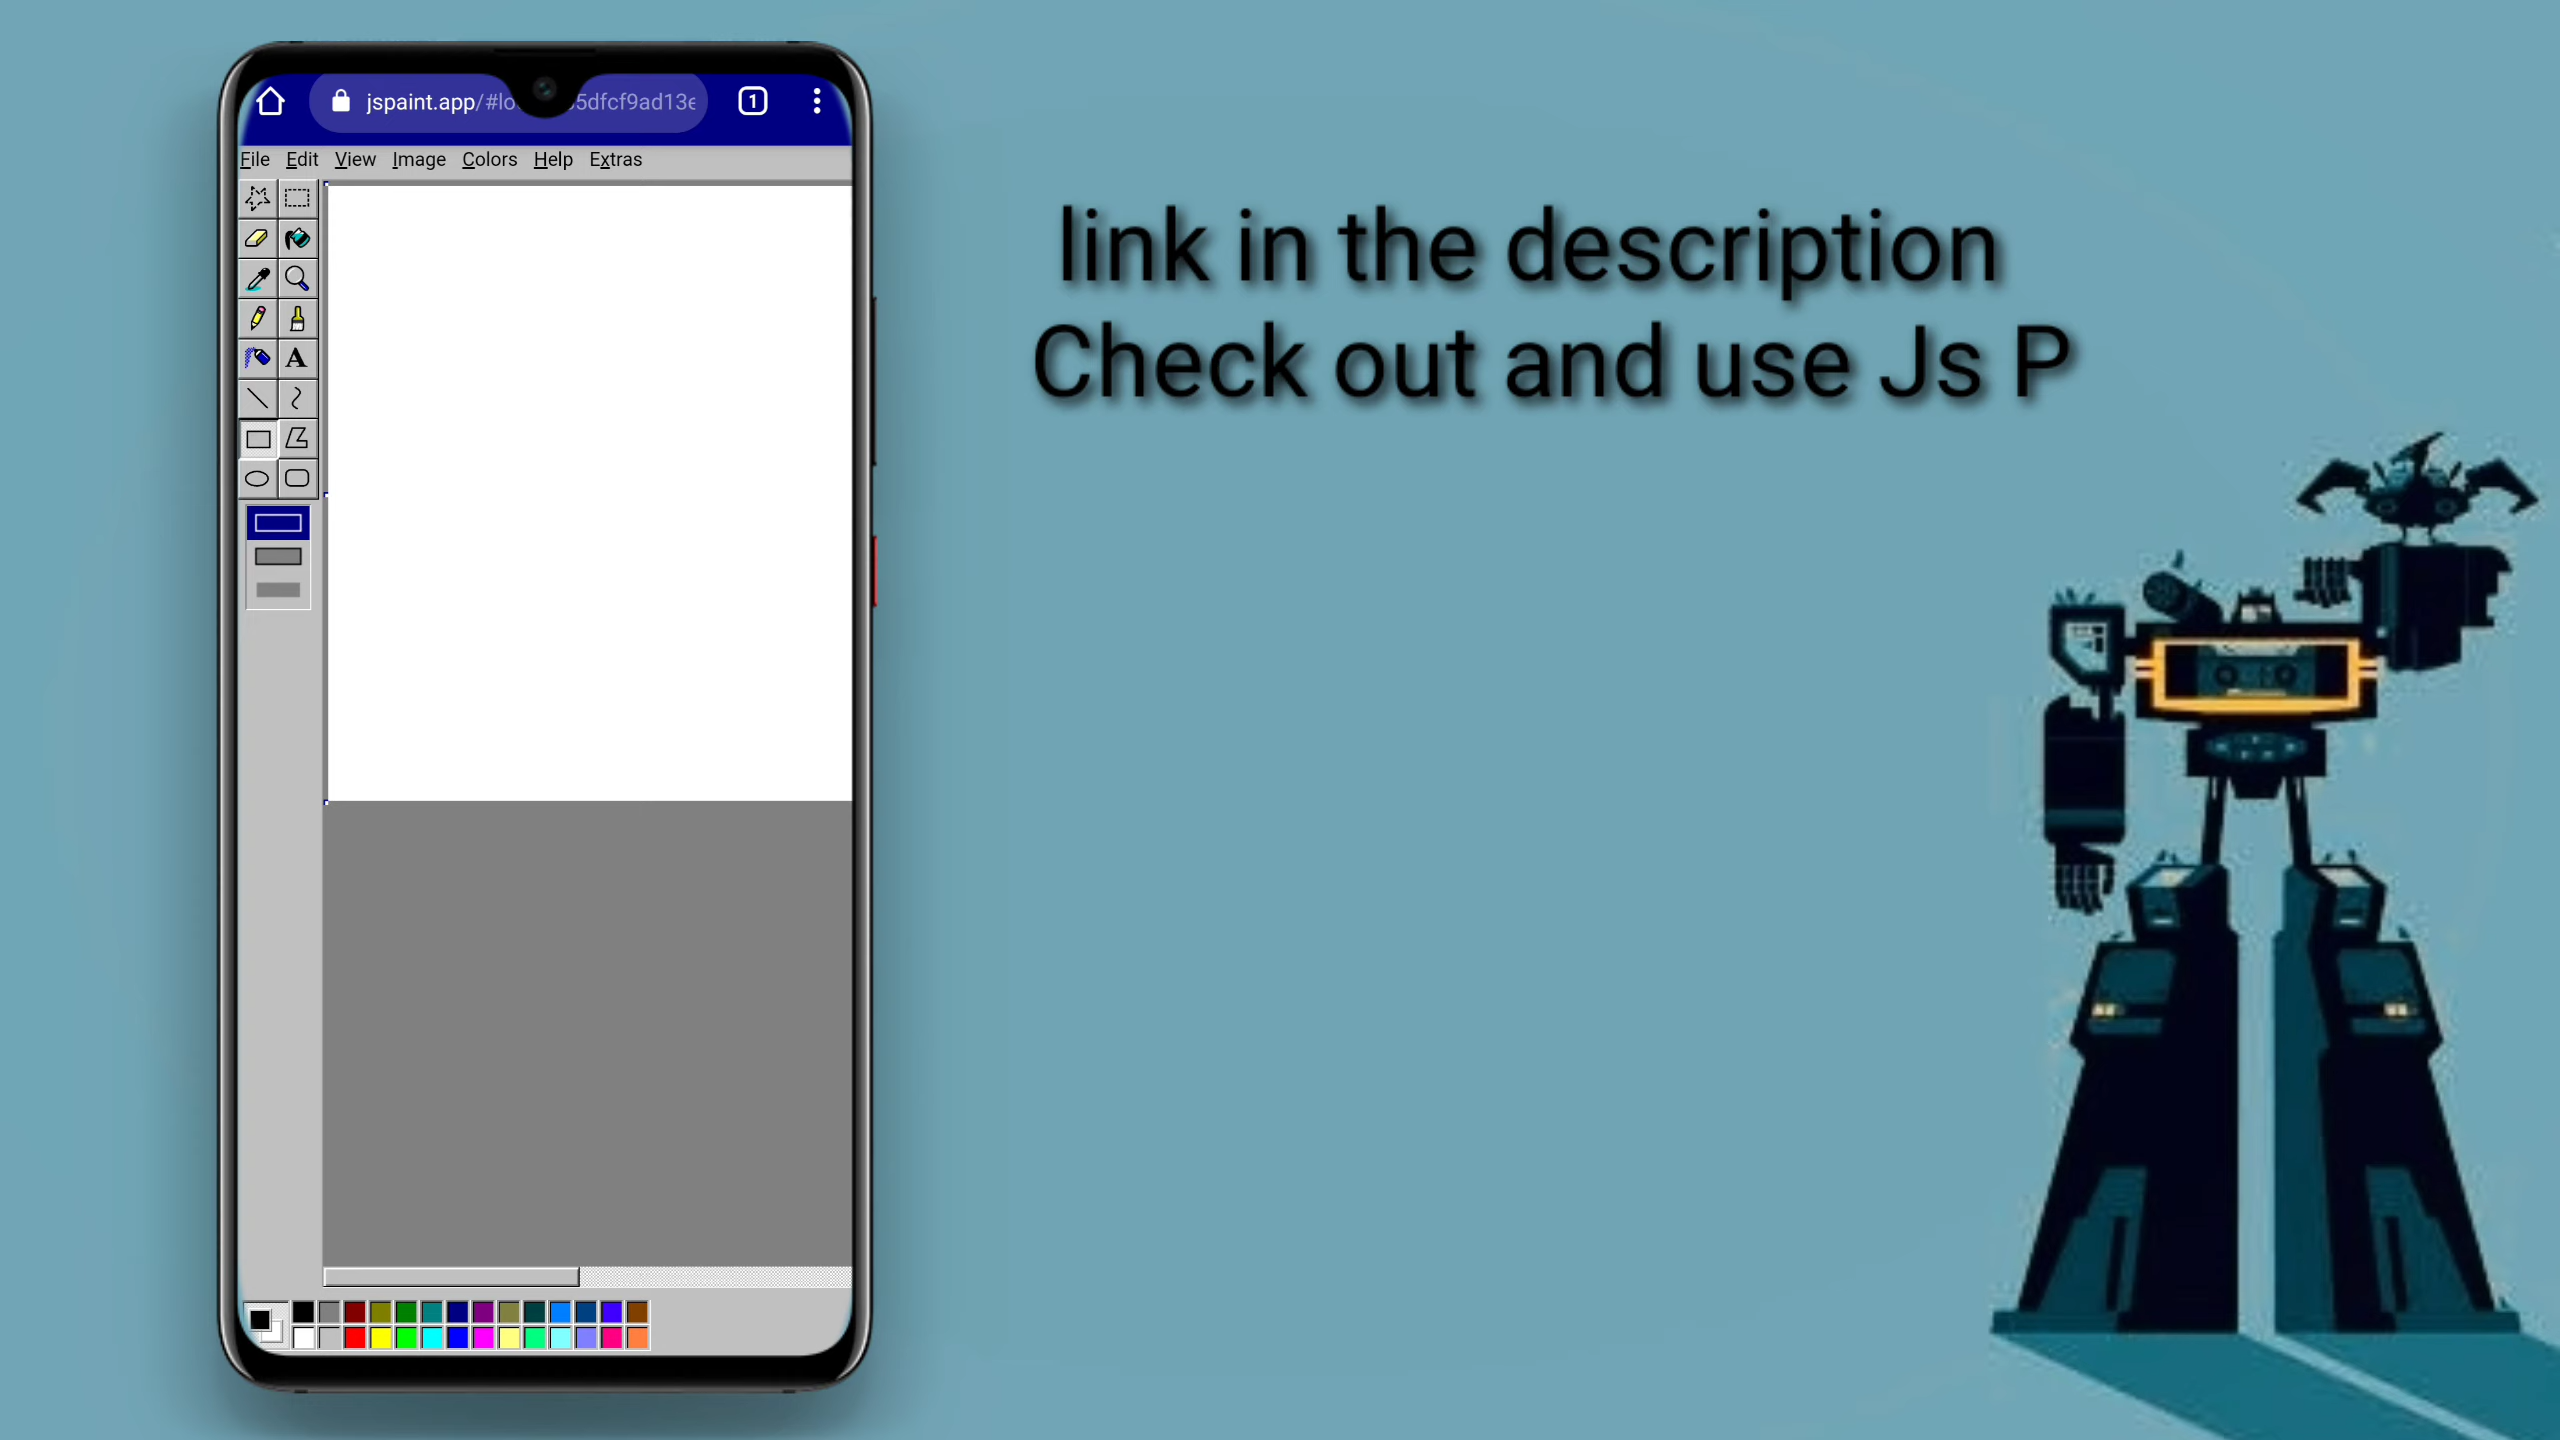 jspaint.app/#lo 5dfcf9ad13e
1
File Edit View Image Colors Help Extras
A
link in the description
Check out and use Js P